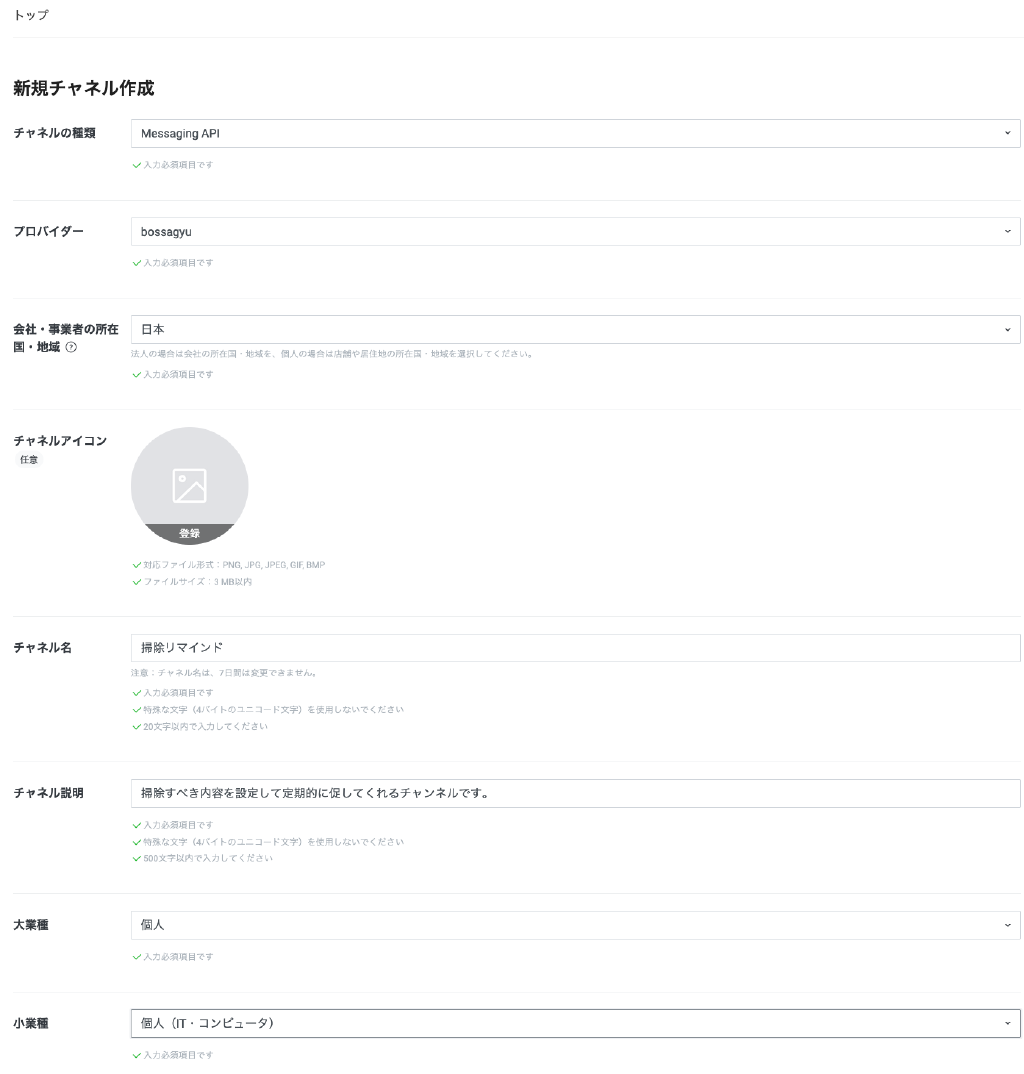 トップ
新規チャネル作成
チャネルの種類
Messaging API
入力必須項目です
プロバイダー
bossagyu
入力必須項目です
会社・事業者の所在
国・地域
日本
法人の場合は会社の所在国・地域を、個人の場合は店舗や居住地の所在国・地域を選択してください。
入力必須項目です
チャネルアイコン
任意
登録
対応ファイル形式：PNG, JPG, JPEG, GIF, BMP
ファイルサイズ：3 MB以内
チャネル名
掃除リマインド
注意：チャネル名は、7日間は変更できません。
入力必須項目です
特殊な文字（4バイトのユニコード文字）を使用しないでください
20文字以内で入力してください
チャネル説明
掃除すべき内容を設定して定期的に促してくれるチャンネルです。
入力必須項目です
特殊な文字（4バイトのユニコード文字）を使用しないでください
500文字以内で入力してください
大業種
個人
入力必須項目です
小業種
個人（IT・コンピュータ）
入力必須項目です